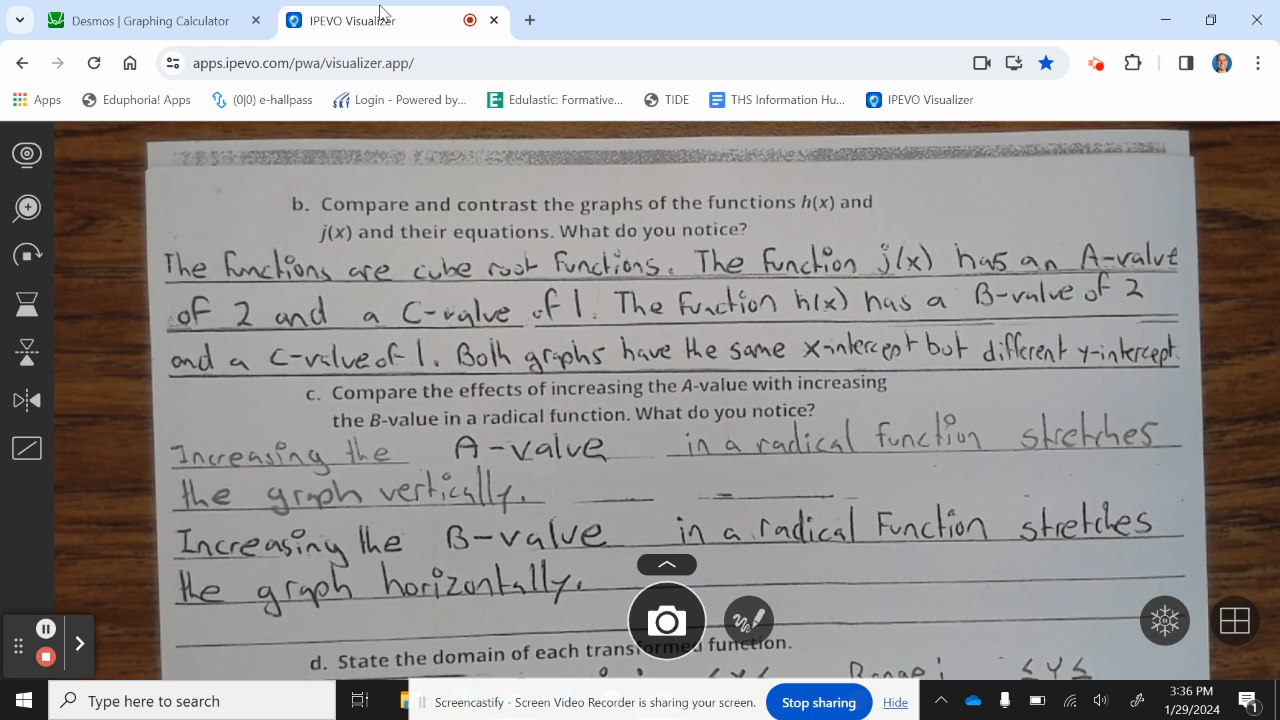 Desmos | Graphing Calculator
IPEVO Visualizer
apps.ipevo.com/pwa/visualizer.app/
Apps
Eduphoria! Apps
(0|0) e-hallpass
Login - Powered by...
Edulastic: Formative...
TIDE
THS Information Hu...
IPEVO Visualizer
b. Compare and contrast the graphs of the functions h(x) and
j(x) and their equations. What do you notice?
The functions are cube root functions. The function j(x) has an A-value
of 2 and a C-value of 1. The function h(x) has a B-value of 2
and a C-value of 1. Both graphs have the same x-intercept but different y-intercept.
c. Compare the effects of increasing the A-value with increasing
the B-value in a radical function. What do you notice?
Increasing the A-value in a radical function stretches
the graph vertically.
Increasing the B-value in a radical function stretches
the graph horizontally.
d. State the domain of each transformed function.
≤ Y ≤
Screencastify - Screen Video Recorder is sharing your screen.
Stop sharing
Hide
Type here to search
3:36 PM
1/29/2024
1